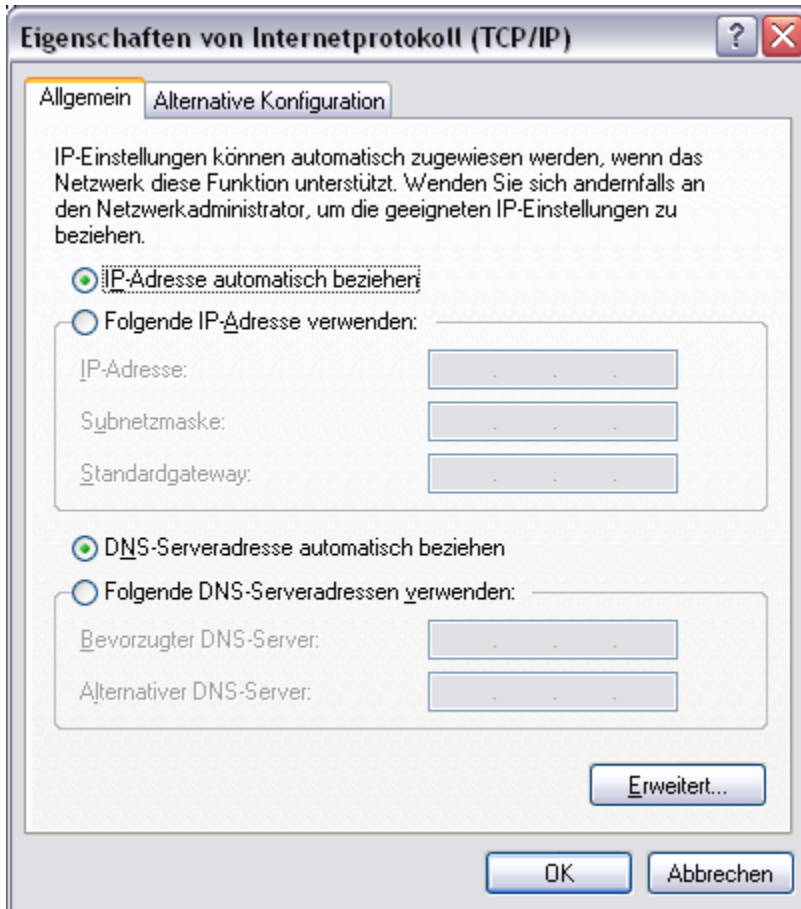 Eigenschaften von Internetprotokoll (TCP/IP)
Allgemein
Alternative Konfiguration
IP-Einstellungen können automatisch zugewiesen werden, wenn das
Netzwerk diese Funktion unterstützt. Wenden Sie sich andernfalls an
den Netzwerkadministrator, um die geeigneten IP-Einstellungen zu
beziehen.
IP-Adresse automatisch beziehen
Folgende IP-Adresse verwenden:
IP-Adresse:
Subnetzmaske:
Standardgateway:
DNS-Serveradresse automatisch beziehen
Folgende DNS-Serveradressen verwenden:
Bevorzugter DNS-Server:
Alternativer DNS-Server:
Erweitert...
OK
Abbrechen